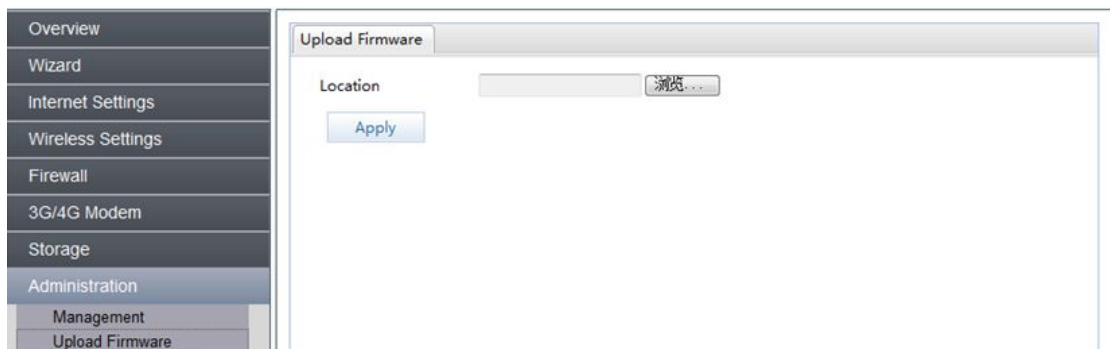 Overview
Wizard
Internet Settings
Wireless Settings
Firewall
3G/4G Modem
Storage
Administration
Management
Upload Firmware
Upload Firmware
Location
浏览...
Apply